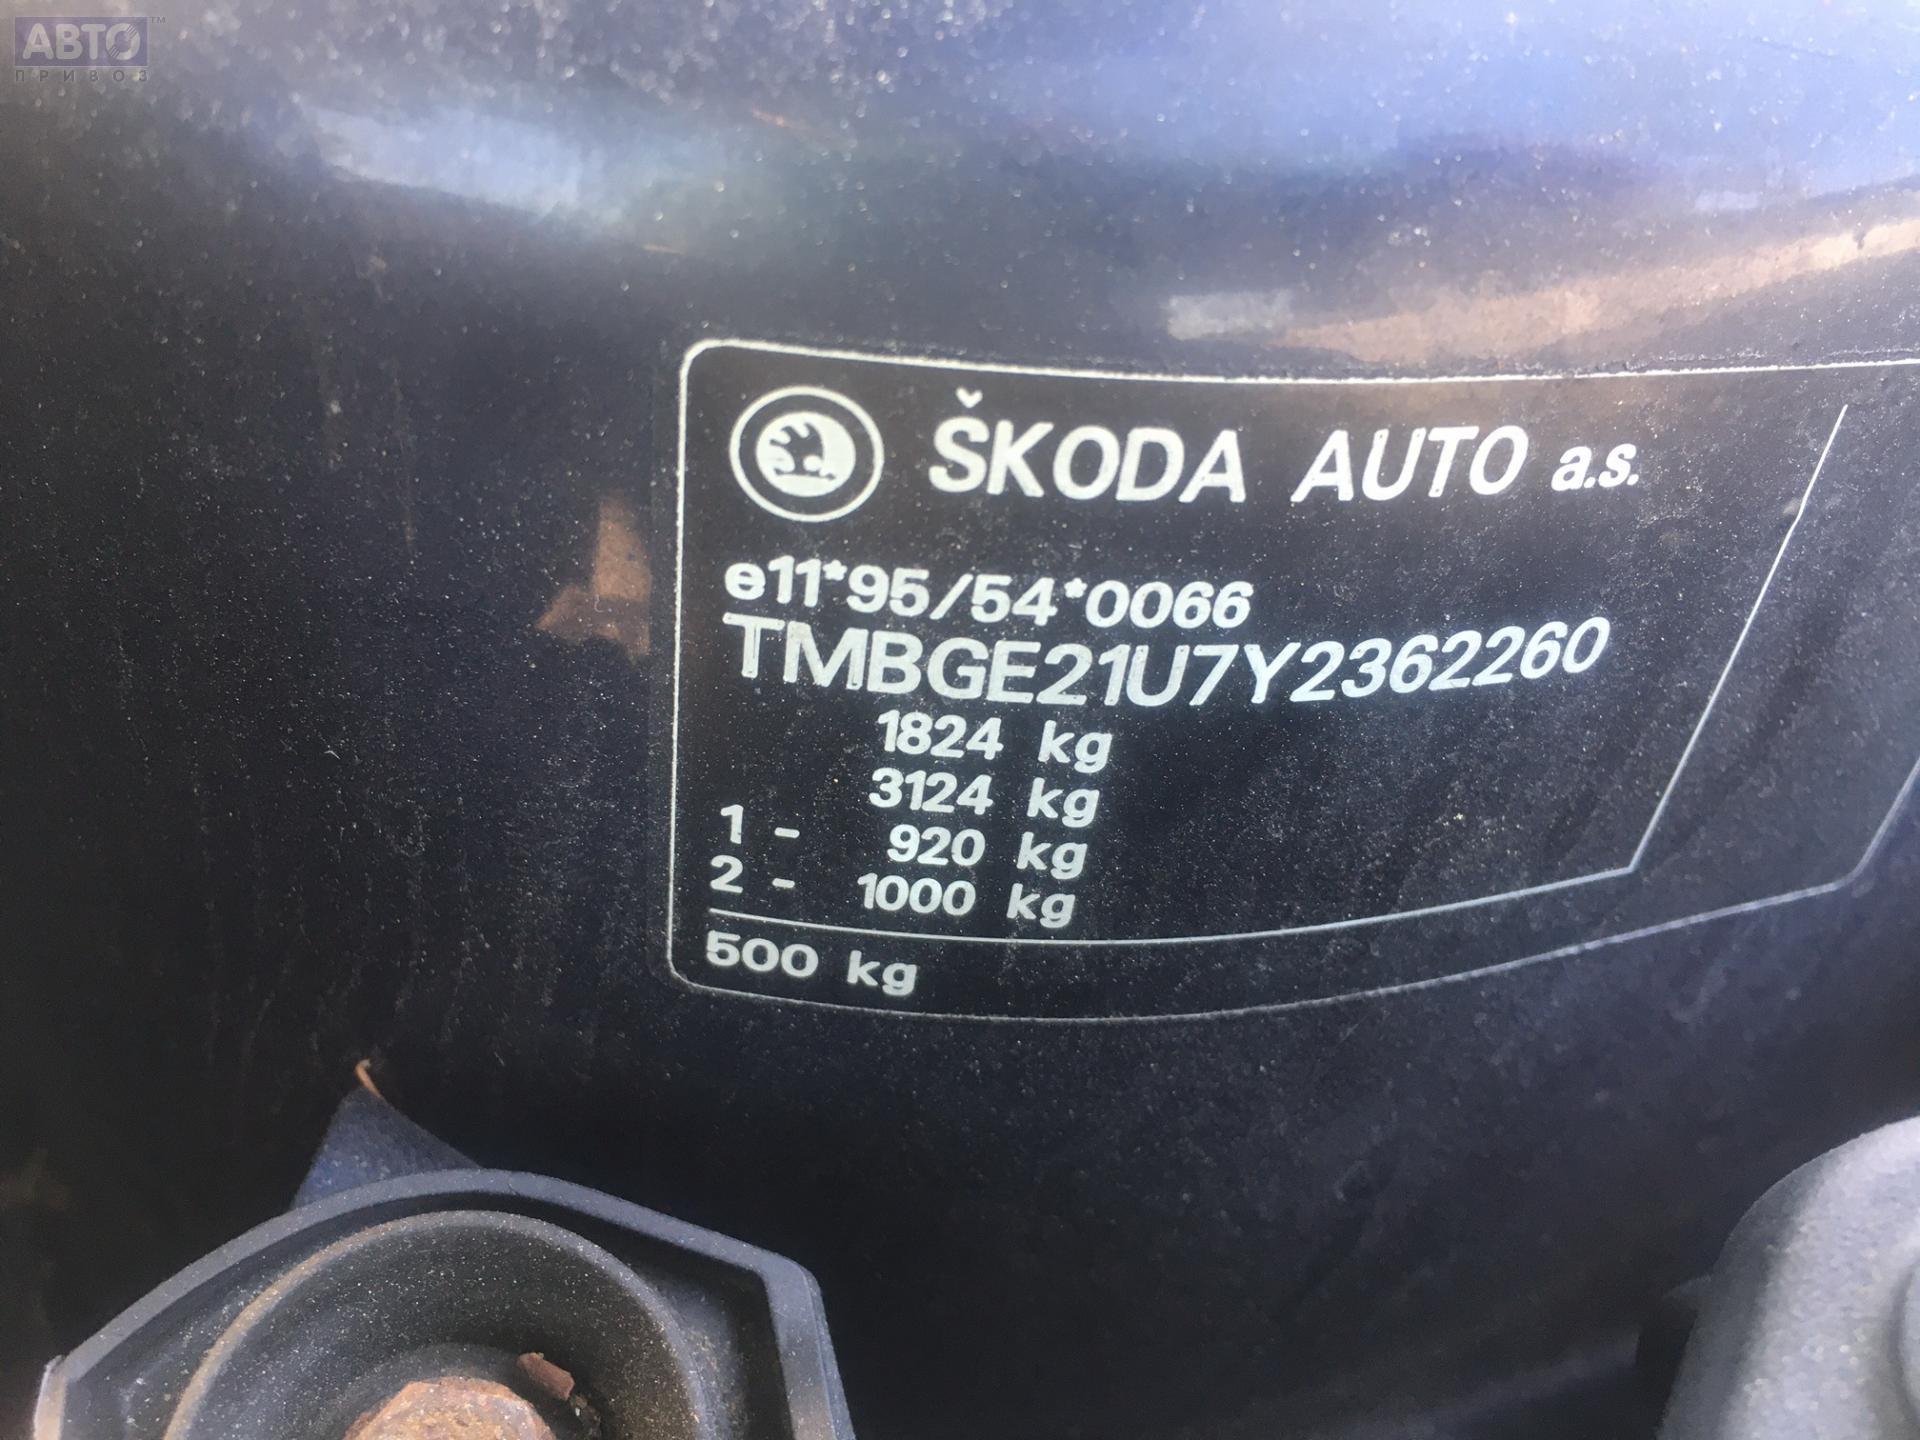 АВТО™
ПРИВОЗ
ŠKODA AUTO a.s.
e11*95/54*0066
TMBGE21U7Y2362260
1824 kg
3124 kg
1 - 920 kg
2 - 1000 kg
500 kg